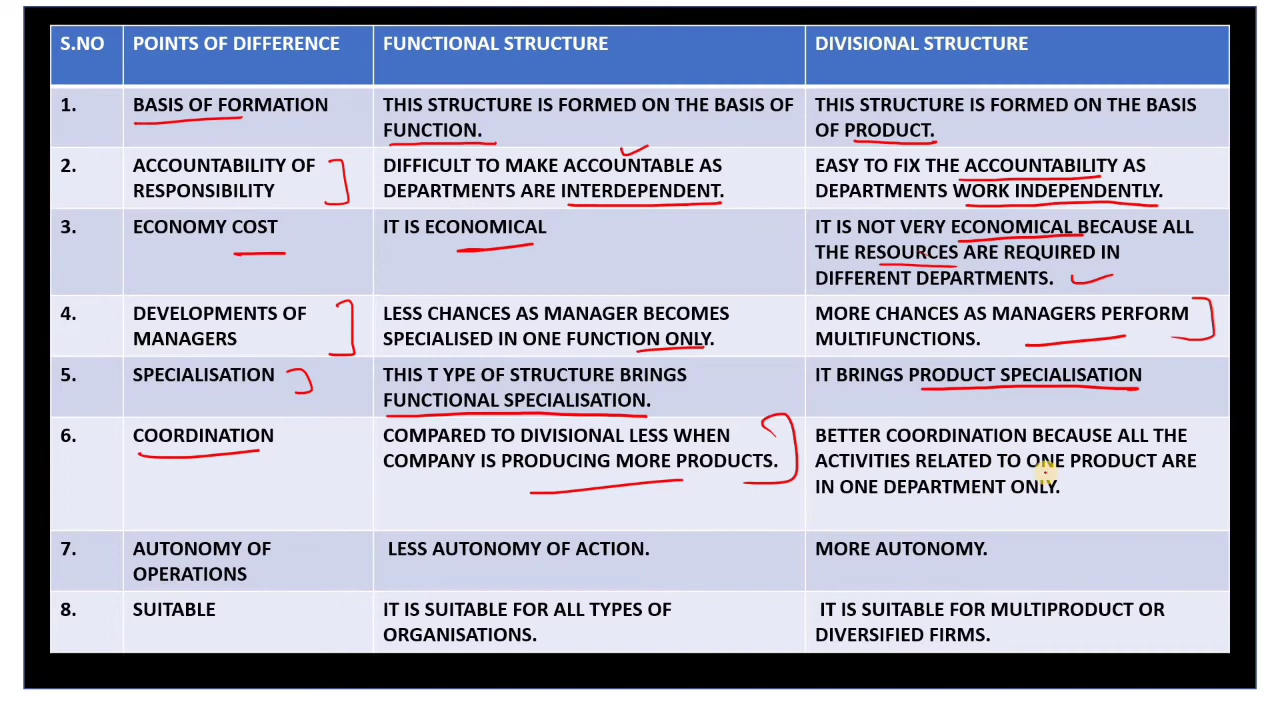 S.NO POINTS OF DIFFERENCE FUNCTIONAL STRUCTURE DIVISIONAL STRUCTURE
1. BASIS OF FORMATION THIS STRUCTURE IS FORMED ON THE BASIS OF THIS STRUCTURE IS FORMED ON THE BASIS
FUNCTION. OF PRODUCT.
2. ACCOUNTABILITY OF DIFFICULT TO MAKE ACCOUNTABLE AS EASY TO FIX THE ACCOUNTABILITY AS
RESPONSIBILITY DEPARTMENTS ARE INTERDEPENDENT. DEPARTMENTS WORK INDEPENDENTLY.
3. ECONOMY COST IT IS ECONOMICAL IT IS NOT VERY ECONOMICAL BECAUSE ALL
THE RESOURCES ARE REQUIRED IN
DIFFERENT DEPARTMENTS.
4. DEVELOPMENTS OF LESS CHANCES AS MANAGER BECOMES MORE CHANCES AS MANAGERS PERFORM
MANAGERS SPECIALISED IN ONE FUNCTION ONLY. MULTIFUNCTIONS.
5. SPECIALISATION THIS T YPE OF STRUCTURE BRINGS IT BRINGS PRODUCT SPECIALISATION
FUNCTIONAL SPECIALISATION.
6. COORDINATION COMPARED TO DIVISIONAL LESS WHEN BETTER COORDINATION BECAUSE ALL THE
COMPANY IS PRODUCING MORE PRODUCTS. ACTIVITIES RELATED TO ONE PRODUCT ARE
IN ONE DEPARTMENT ONLY.
7. AUTONOMY OF LESS AUTONOMY OF ACTION. MORE AUTONOMY.
OPERATIONS
8. SUITABLE IT IS SUITABLE FOR ALL TYPES OF IT IS SUITABLE FOR MULTIPRODUCT OR
ORGANISATIONS. DIVERSIFIED FIRMS.